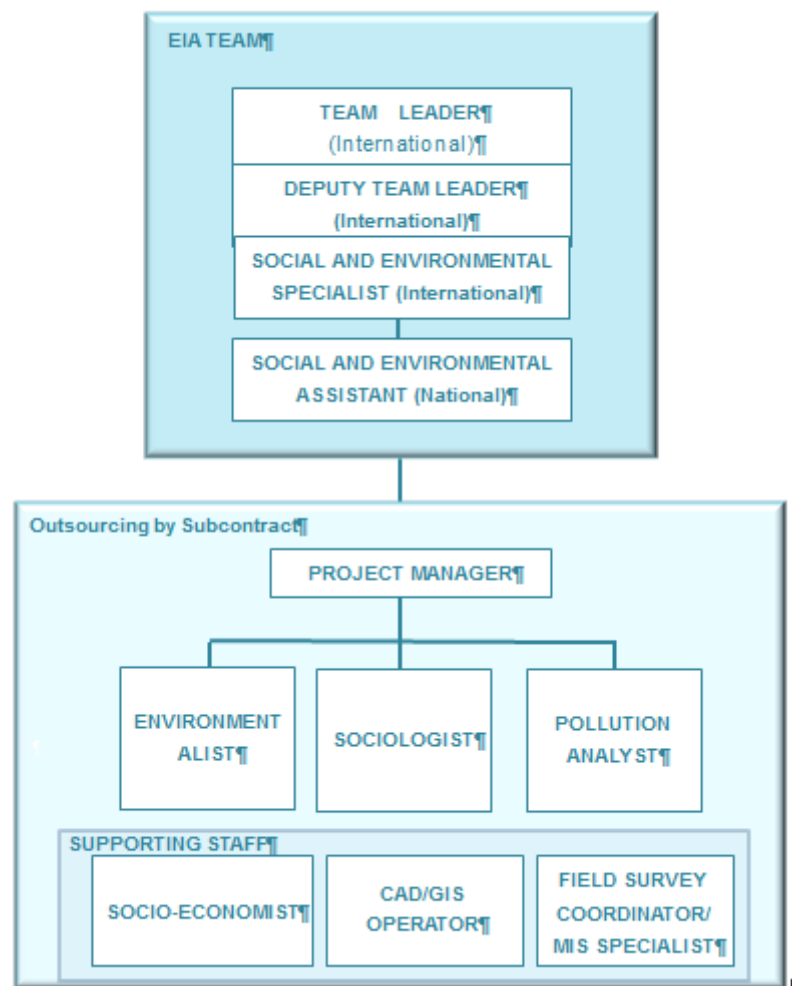 EIA TEAM¶
TEAM LEADER¶
(International)¶
DEPUTY TEAM LEADER¶
(International)¶
SOCIAL AND ENVIRONMENTAL
SPECIALIST (International)¶
SOCIAL AND ENVIRONMENTAL
ASSISTANT (National)¶
Outsourcing by Subcontract¶
PROJECT MANAGER¶
ENVIRONMENT
ALIST¶
SOCIOLOGIST¶
POLLUTION
ANALYST¶
SUPPORTING STAFF¶
SOCIO-ECONOMIST¶
CAD/GIS
OPERATOR¶
FIELD SURVEY
COORDINATOR/
MIS SPECIALIST¶